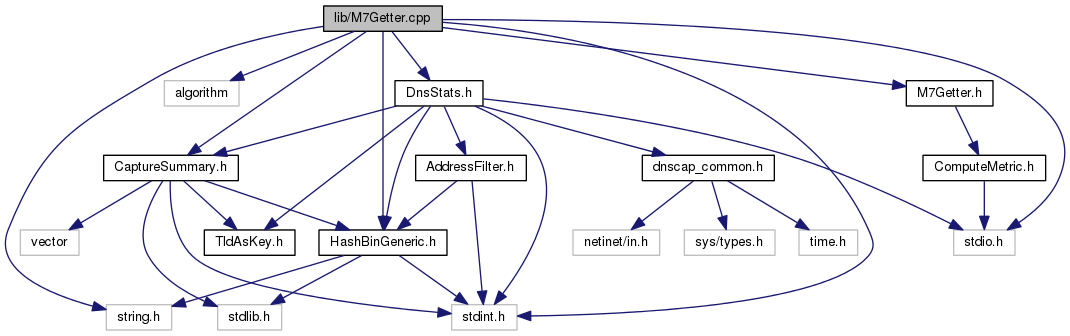 lib/M7Getter.cpp
algorithm
DnsStats.h
M7Getter.h
CaptureSummary.h
AddressFilter.h
dnscap_common.h
ComputeMetric.h
vector
TldAsKey.h
HashBinGeneric.h
netinet/in.h
sys/types.h
time.h
stdio.h
string.h
stdlib.h
stdint.h